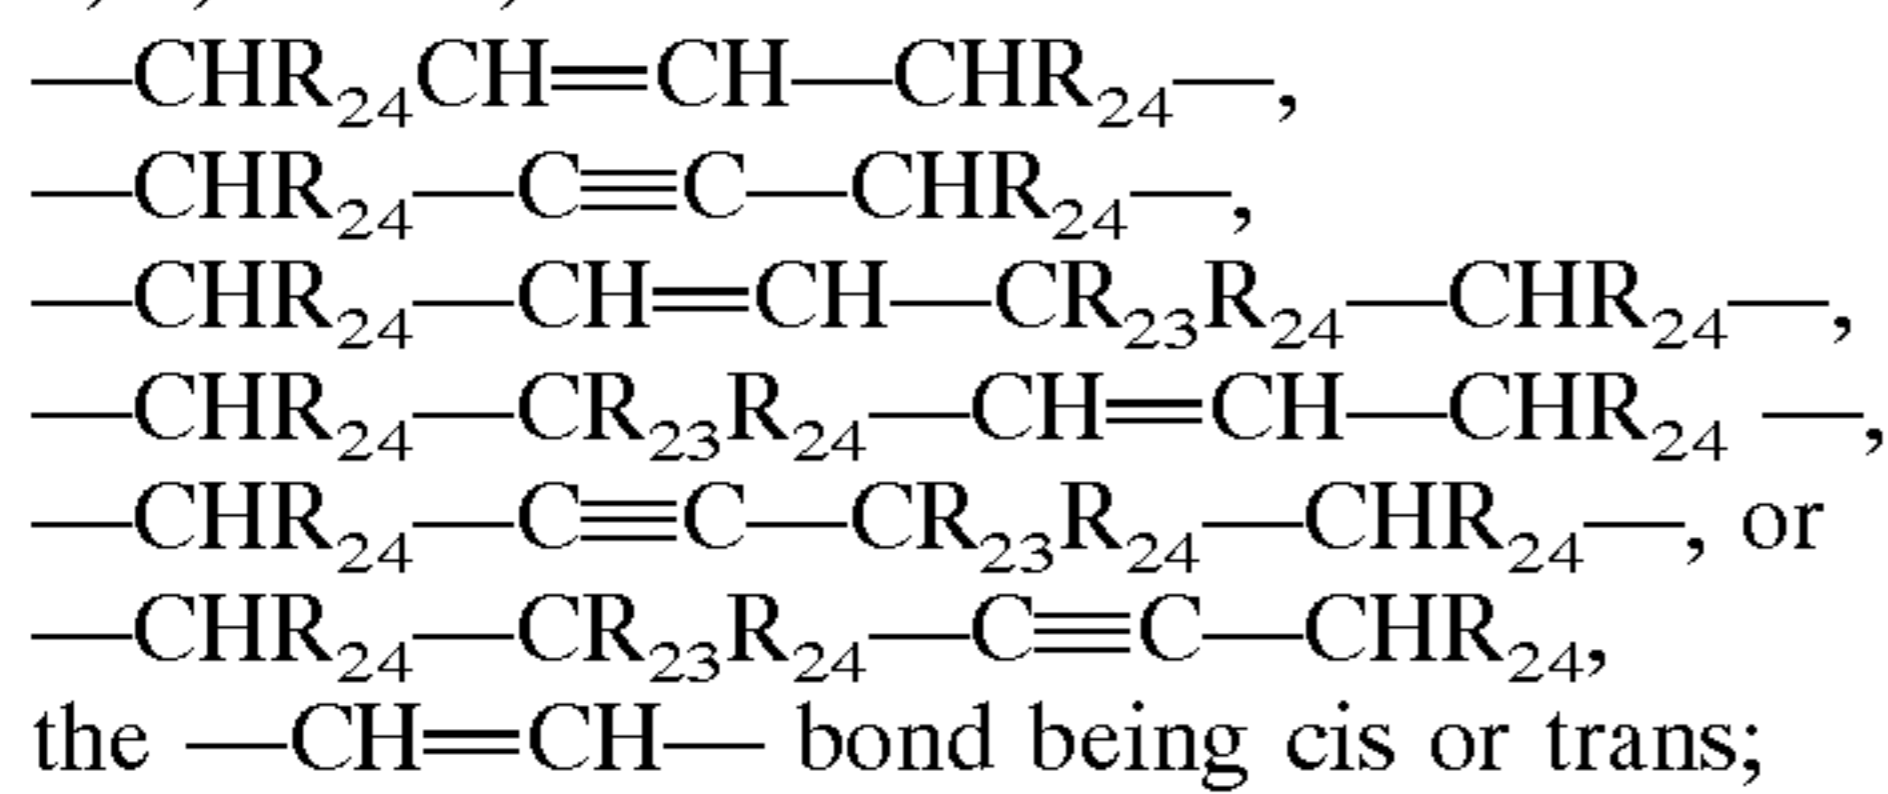 —CHR₂₄CH═CH—CHR₂₄—,
—CHR₂₄—C≡C—CHR₂₄—,
—CHR₂₄—CH═CH—CR₂₃R₂₄—CHR₂₄—,
—CHR₂₄—CR₂₃R₂₄—CH═CH—CHR₂₄ —,
—CHR₂₄—C≡C—CR₂₃R₂₄—CHR₂₄—, or
—CHR₂₄—CR₂₃R₂₄—C≡C—CHR₂₄,
the —CH═CH— bond being cis or trans;